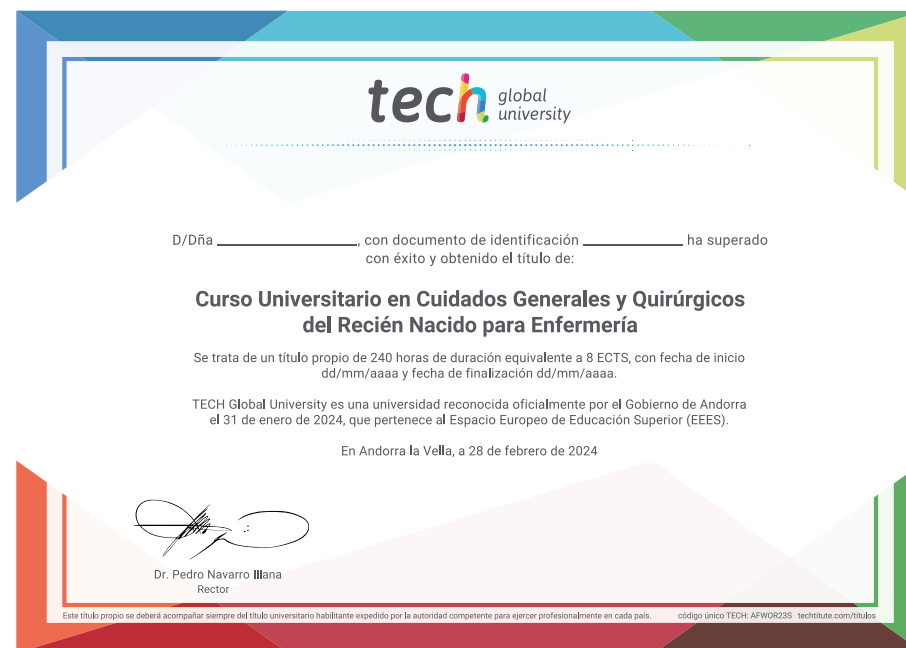 tech global university
D/Dña ____________________, con documento de identificación ______________ ha superado
con éxito y obtenido el título de:
Curso Universitario en Cuidados Generales y Quirúrgicos
del Recién Nacido para Enfermería
Se trata de un título propio de 240 horas de duración equivalente a 8 ECTS, con fecha de inicio
dd/mm/aaaa y fecha de finalización dd/mm/aaaa.
TECH Global University es una universidad reconocida oficialmente por el Gobierno de Andorra
el 31 de enero de 2024, que pertenece al Espacio Europeo de Educación Superior (EEES).
En Andorra la Vella, a 28 de febrero de 2024
Dr. Pedro Navarro Illana
Rector
Este título propio se deberá acompañar siempre del título universitario habilitante expedido por la autoridad competente para ejercer profesionalmente en cada país. código único TECH: AFWOR23S techtitute.com/titulos